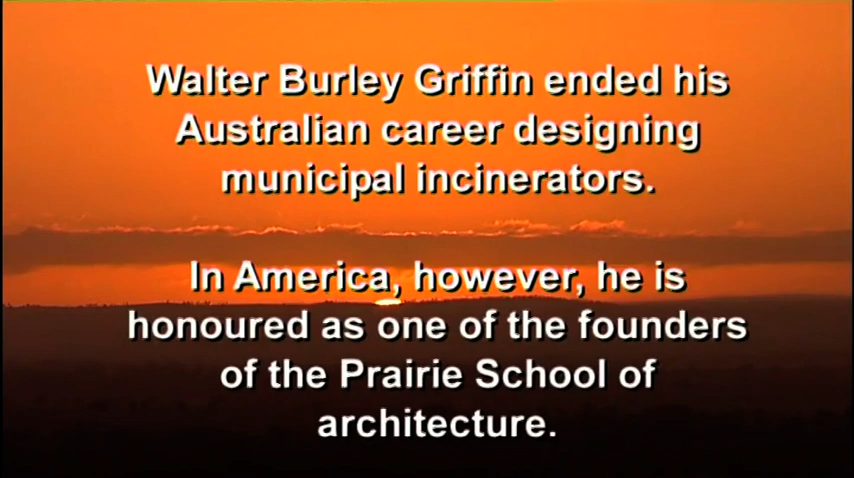 Walter Burley Griffin ended his
Australian career designing
municipal incinerators.
In America, however, he is
honoured as one of the founders
of the Prairie School of
architecture.